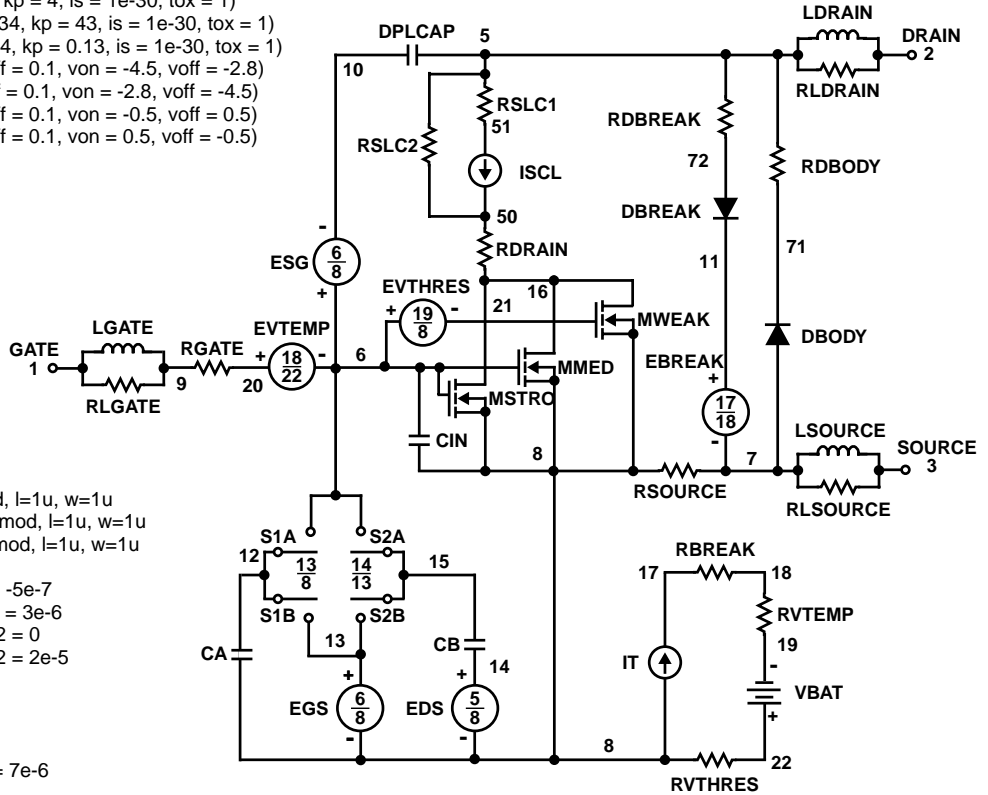 kp = 4, is = 1e-30, tox = 1)
34, kp = 43, is = 1e-30, tox = 1)
4, kp = 0.13, is = 1e-30, tox = 1)
ff = 0.1, von = -4.5, voff = -2.8)
f = 0.1, von = -2.8, voff = -4.5)
ff = 0.1, von = -0.5, voff = 0.5)
ff = 0.1, von = 0.5, voff = -0.5)
d, l=1u, w=1u
mod, l=1u, w=1u
mod, l=1u, w=1u
-5e-7
= 3e-6
2 = 0
2 = 2e-5
= 7e-6
DPLCAP
5
10
LDRAIN
DRAIN
2
RLDRAIN
RSLC1
51
RSLC2
ISCL
50
RDRAIN
RDBREAK
72
RDBODY
DBREAK
71
11
-
ESG
6
8
+
EVTHRES
+
19
8
-
16
21
MWEAK
LGATE
GATE
1
RLGATE
9
RGATE
20
EVTEMP
+
18
22
-
6
MMED
MSTRO
EBREAK
+
17
18
-
DBODY
CIN
8
7
RSOURCE
LSOURCE
SOURCE
3
RLSOURCE
S1A
S2A
12
13
8
14
13
15
S1B
S2B
13
CA
CB
14
+
EGS
6
8
-
+
EDS
5
8
-
RBREAK
17
18
RVTEMP
19
IT
-
VBAT
+
8
22
RVTHRES